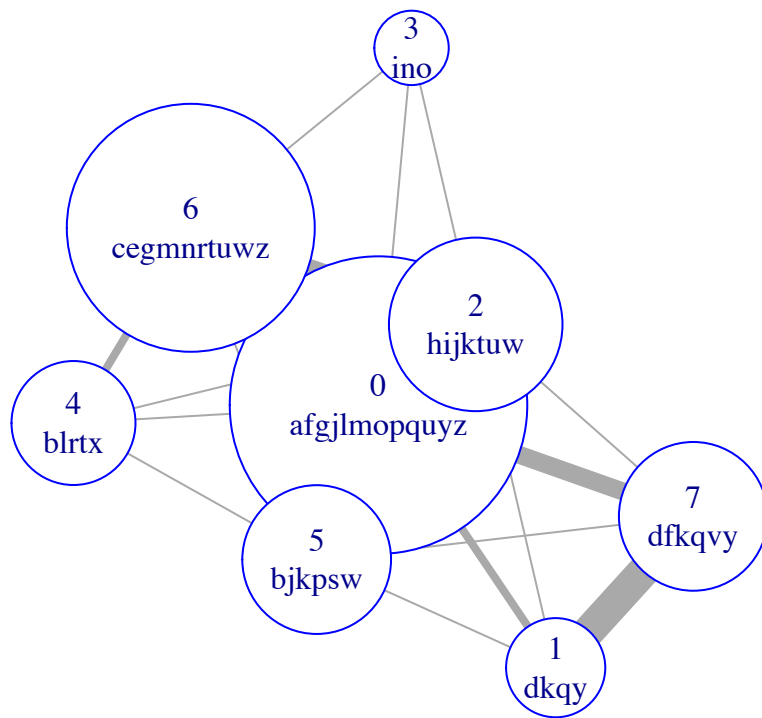 3
ino
6
cegmnrtuwz
2
hijktuw
0
afgjlmopquyz
4
blrtx
7
dfkqvy
5
bjkpsw
1
dkqy